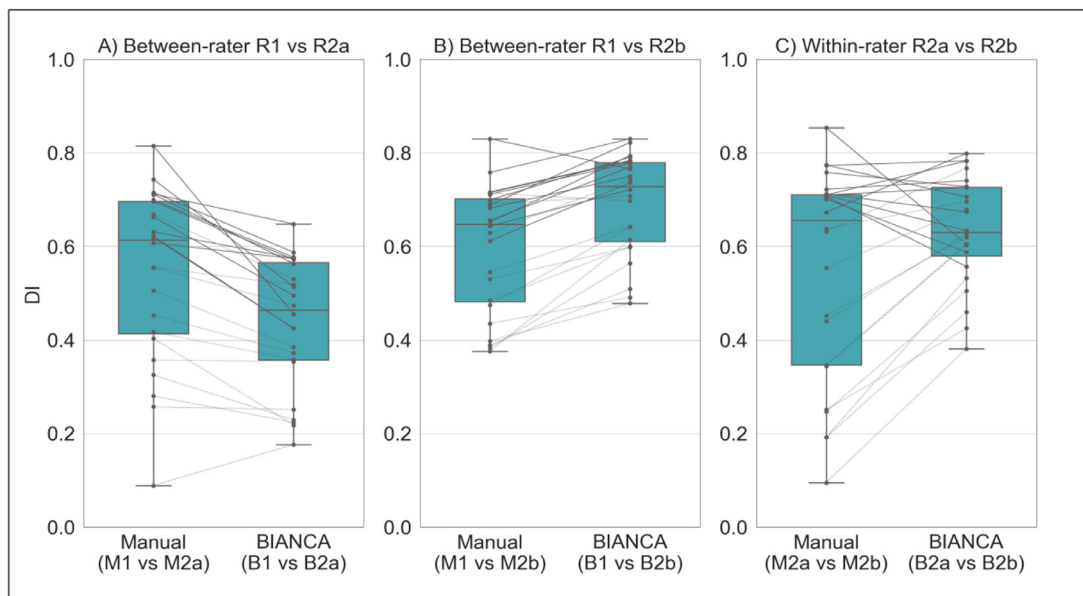 A) Between-rater R1 vs R2a
B) Between-rater R1 vs R2b
C) Within-rater R2a vs R2b
DI
1.0
0.8
0.6
0.4
0.2
0.0
Manual
(M1 vs M2a)
BIANCA
(B1 vs B2a)
1.0
0.8
0.6
0.4
0.2
0.0
Manual
(M1 vs M2b)
BIANCA
(B1 vs B2b)
1.0
0.8
0.6
0.4
0.2
0.0
Manual
(M2a vs M2b)
BIANCA
(B2a vs B2b)